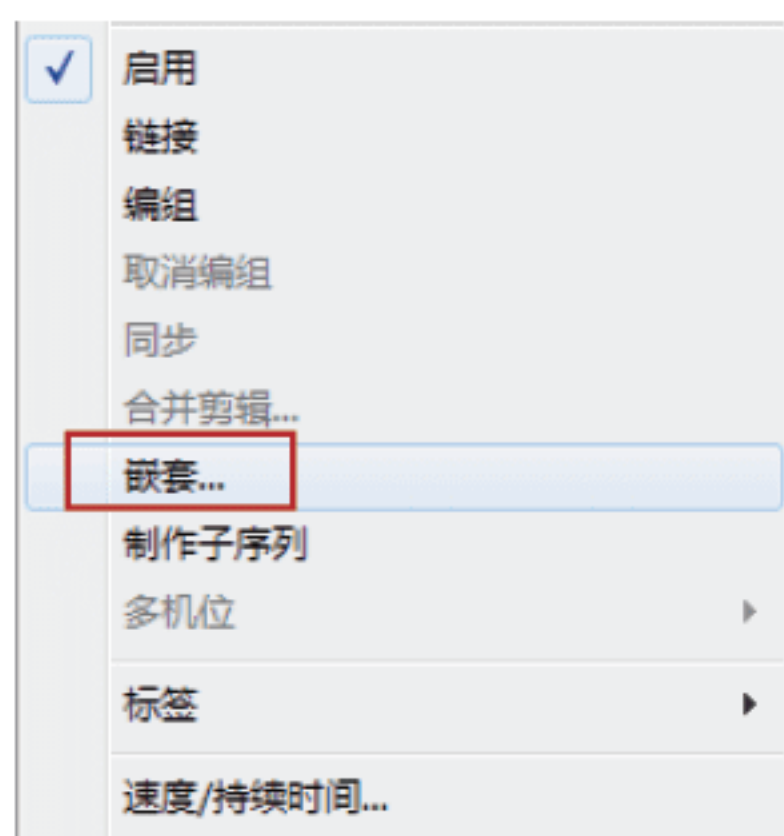 启用
链接
编组
取消编组
同步
合并剪辑...
嵌套...
制作子序列
多机位
标签
速度/持续时间...